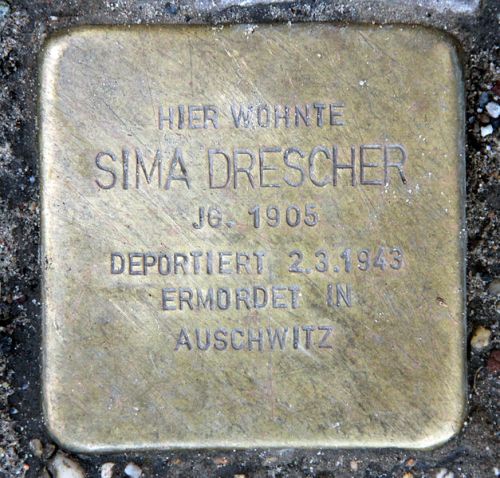 HIER WOHNTE
SIMA DRESCHER
JG. 1905
DEPORTIERT 2.3.1943
ERMORDET IN
AUSCHWITZ